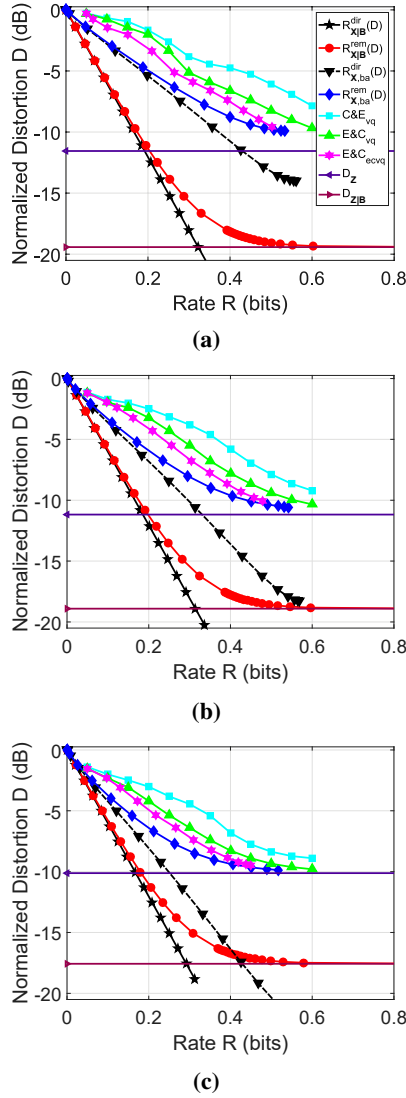 Normalized Distortion D (dB)
0
-5
-10
-15
-20
R^dir_X|B(D)
R^rem_X|B(D)
R^dir_X,ba(D)
R^rem_X,ba(D)
C&E_vq
E&C_vq
E&C_ecvq
D_Z
D_Z|B
0 0.2 0.4 0.6 0.8
Rate R (bits)
(a)
Normalized Distortion D (dB)
0
-5
-10
-15
-20
0 0.2 0.4 0.6 0.8
Rate R (bits)
(b)
Normalized Distortion D (dB)
0
-5
-10
-15
-20
0 0.2 0.4 0.6 0.8
Rate R (bits)
(c)